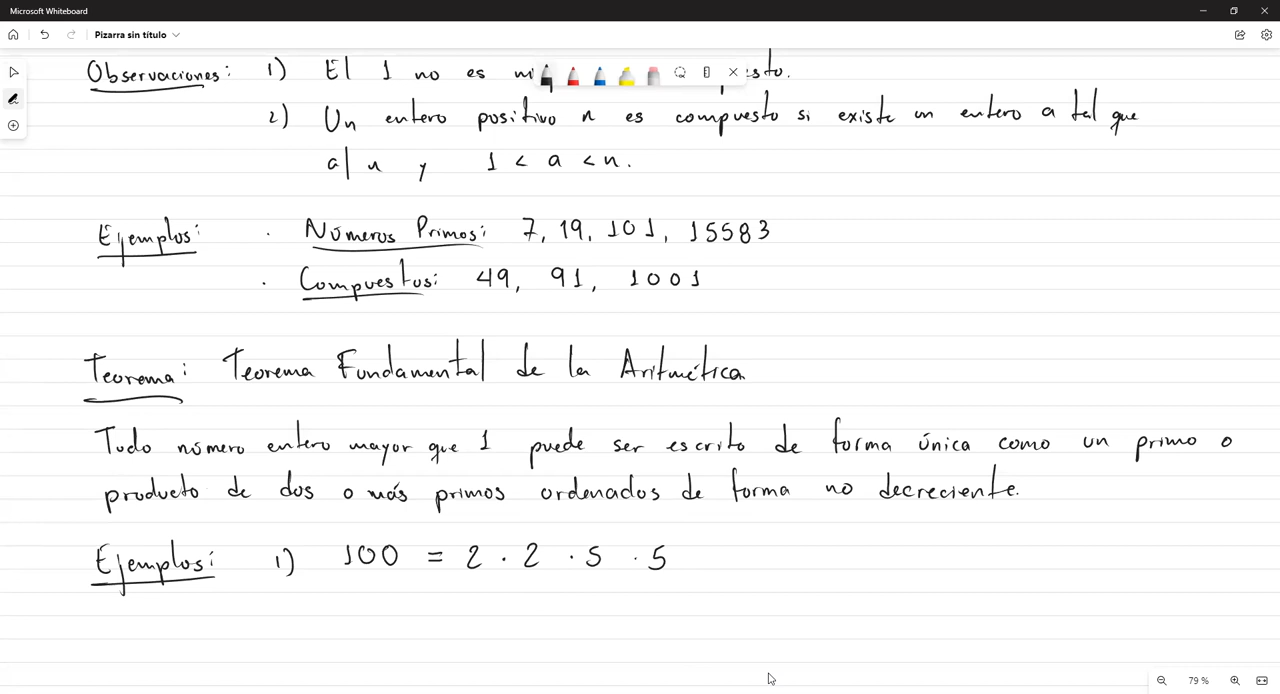 Microsoft Whiteboard
Pizarra sin título
Observaciones: 1) El 1 no es
2) Un entero positivo n es compuesto si existe un entero a tal que
a| n y 1 < a < n.
Ejemplos: · Números Primos: 7, 19, 101, 15583
· Compuestos: 49, 91, 1001
Teorema: Teorema Fundamental de la Aritmética
Todo número entero mayor que 1 puede ser escrito de forma única como un primo o
producto de dos o más primos ordenados de forma no decreciente.
Ejemplos: 1) 100 = 2 · 2 · 5 · 5
79 %